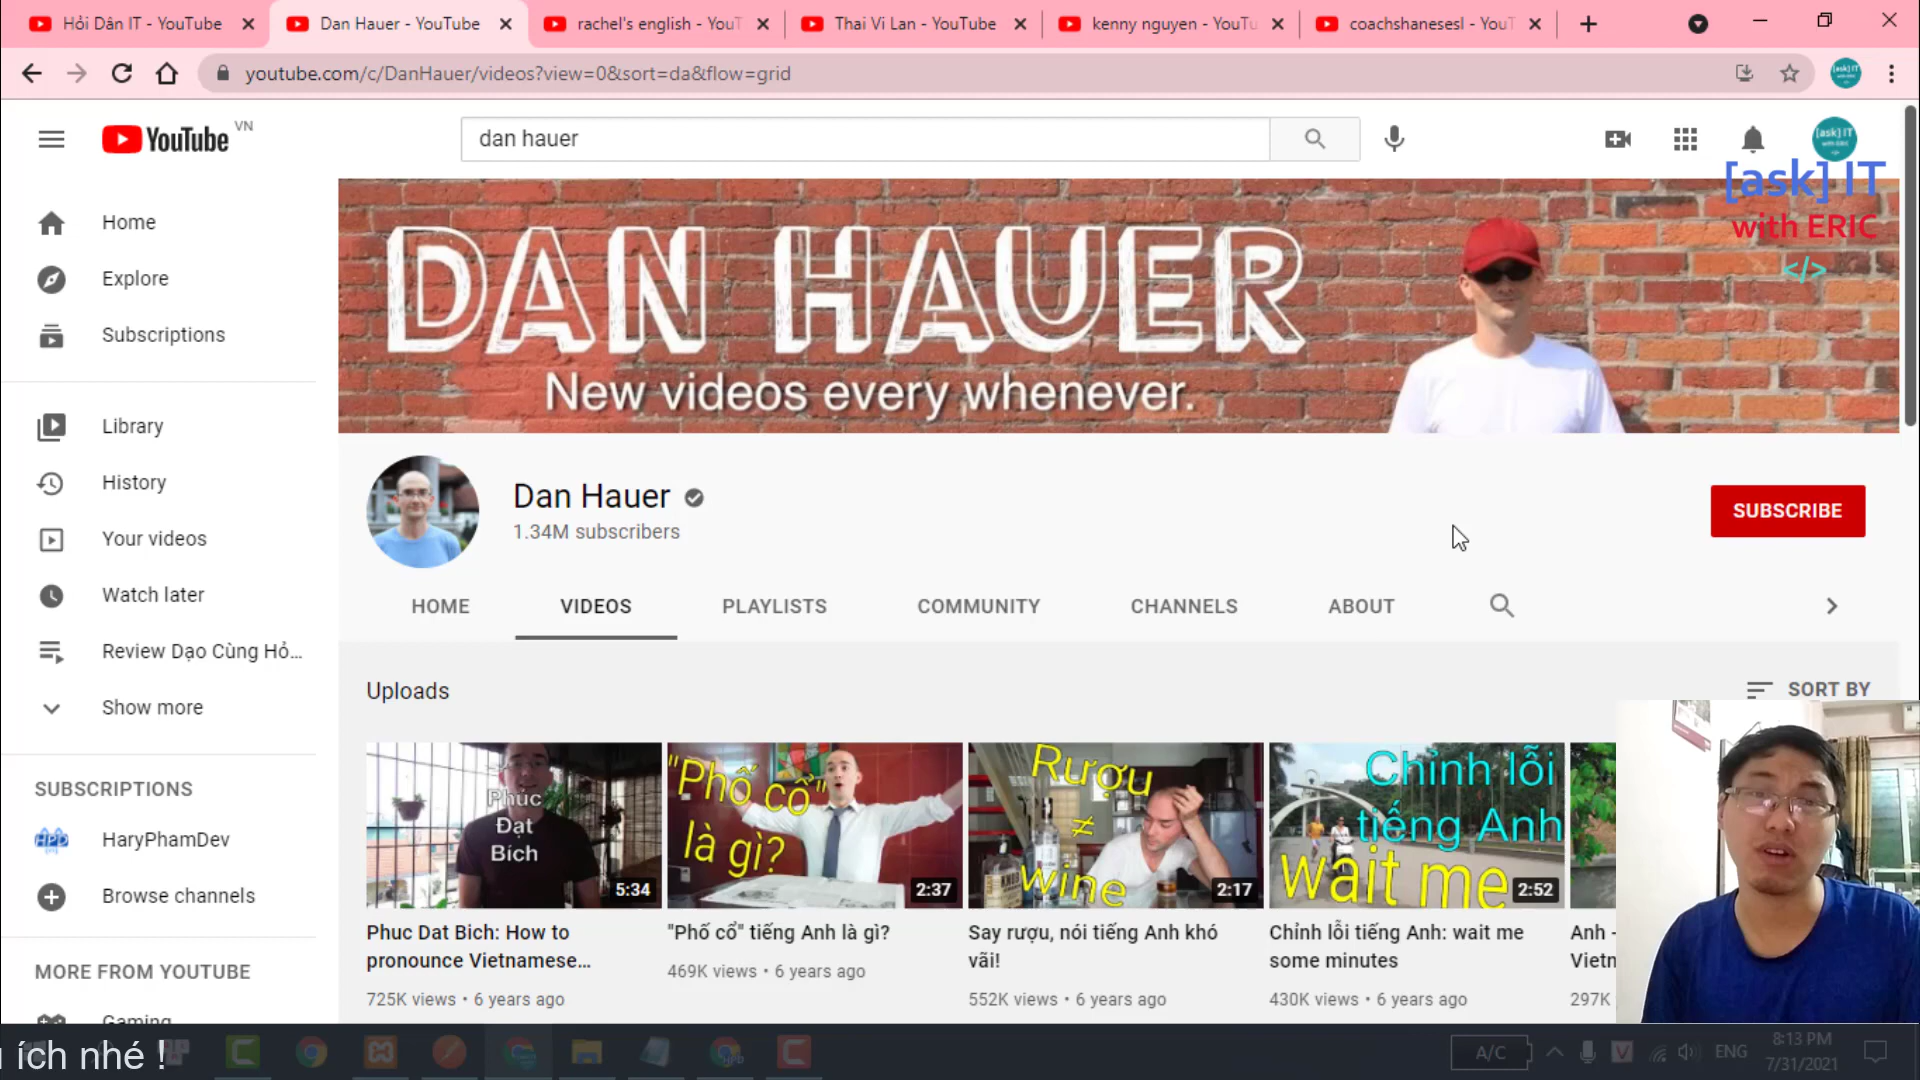 Hỏi Dân IT - YouTube
Dan Hauer - YouTube
rachel's english - YouT
Thai Vi Lan - YouTube
kenny nguyen - YouTu
coachshanesesl - YouT
youtube.com/c/DanHauer/videos?view=0&sort=da&flow=grid
YouTube VN
dan hauer
[ask] IT
with ERIC
</>
[ask] IT
with ERIC
</>
Home
Explore
Subscriptions
Library
History
Your videos
Watch later
Review Dạo Cùng Hỏ...
Show more
SUBSCRIPTIONS
HaryPhamDev
Browse channels
MORE FROM YOUTUBE
Gaming
DAN HAUER
New videos every whenever.
Dan Hauer
1.34M subscribers
SUBSCRIBE
HOME
VIDEOS
PLAYLISTS
COMMUNITY
CHANNELS
ABOUT
Uploads
SORT BY
Phúc
Đạt
Bích
5:34
Phuc Dat Bich: How to
pronounce Vietnamese...
725K views • 6 years ago
"Phố cổ"
là gì?
2:37
"Phố cổ" tiếng Anh là gì?
469K views • 6 years ago
Rượu
≠
wine
2:17
Say rượu, nói tiếng Anh khó
vãi!
552K views • 6 years ago
Chỉnh lỗi
tiếng Anh
wait me
2:52
Chỉnh lỗi tiếng Anh: wait me
some minutes
430K views • 6 years ago
Anh -
Vietn
297K
ích nhé !
A/C
ENG
8:13 PM
7/31/2021